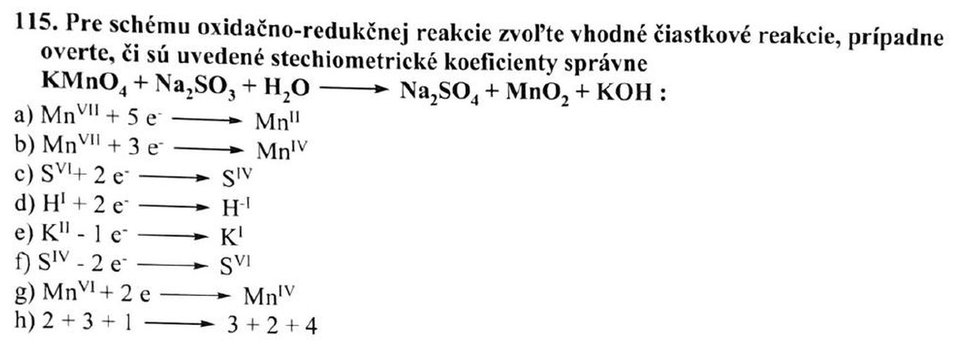 115. Pre schému oxidačno-redukčnej reakcie zvoľte vhodné čiastkové reakcie, prípadne
overte, či sú uvedené stechiometrické koeficienty správne
KMnO₄ + Na₂SO₃ + H₂O ⟶ Na₂SO₄ + MnO₂ + KOH :
a) Mnⱽᴵᴵ + 5 e⁻ ⟶ Mnᴵᴵ
b) Mnⱽᴵᴵ + 3 e⁻ ⟶ Mnᴵⱽ
c) Sⱽᴵ + 2 e⁻ ⟶ Sᴵⱽ
d) Hᴵ + 2 e⁻ ⟶ H⁻ᴵ
e) Kᴵᴵ - 1 e⁻ ⟶ Kᴵ
f) Sᴵⱽ - 2 e⁻ ⟶ Sⱽᴵ
g) Mnⱽᴵ + 2 e ⟶ Mnᴵⱽ
h) 2 + 3 + 1 ⟶ 3 + 2 + 4